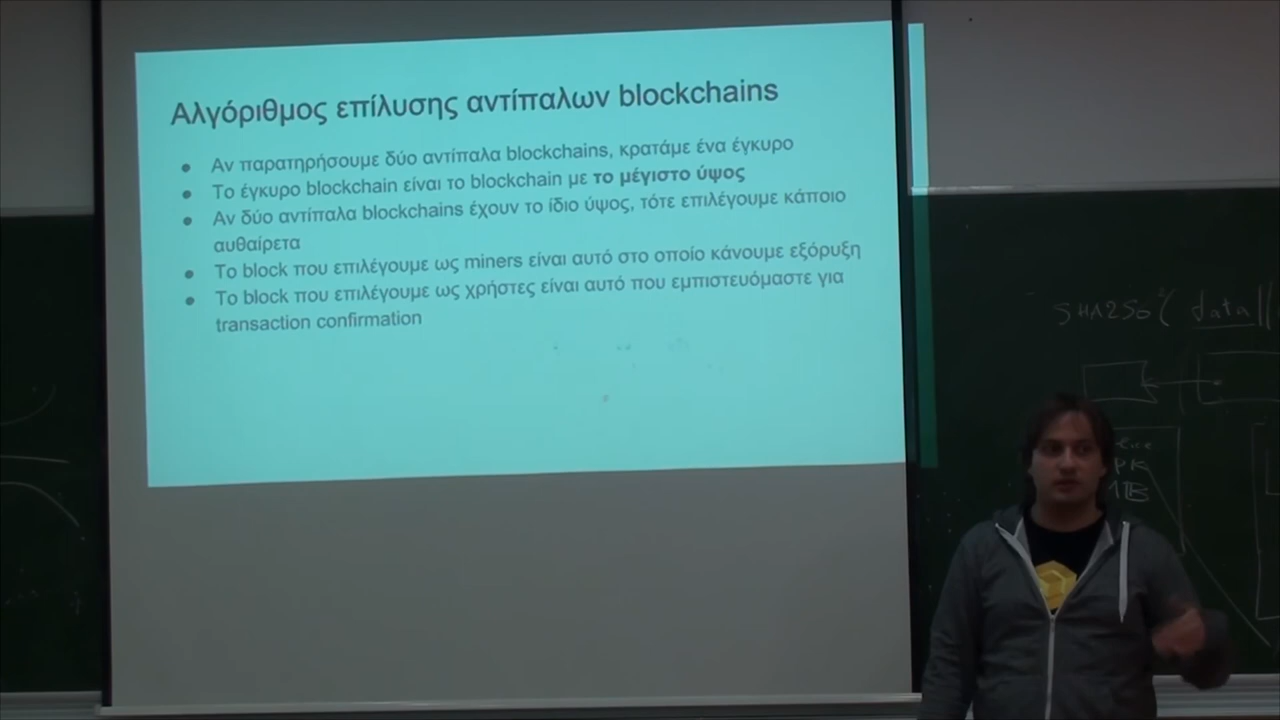 Αλγόριθμος επίλυσης αντίπαλων blockchains
● Αν παρατηρήσουμε δύο αντίπαλα blockchains, κρατάμε ένα έγκυρο
● Το έγκυρο blockchain είναι το blockchain με το μέγιστο ύψος
● Αν δύο αντίπαλα blockchains έχουν το ίδιο ύψος, τότε επιλέγουμε κάποιο
αυθαίρετα
● Το block που επιλέγουμε ως miners είναι αυτό στο οποίο κάνουμε εξόρυξη
● Το block που επιλέγουμε ως χρήστες είναι αυτό που εμπιστευόμαστε για
transaction confirmation
data ||